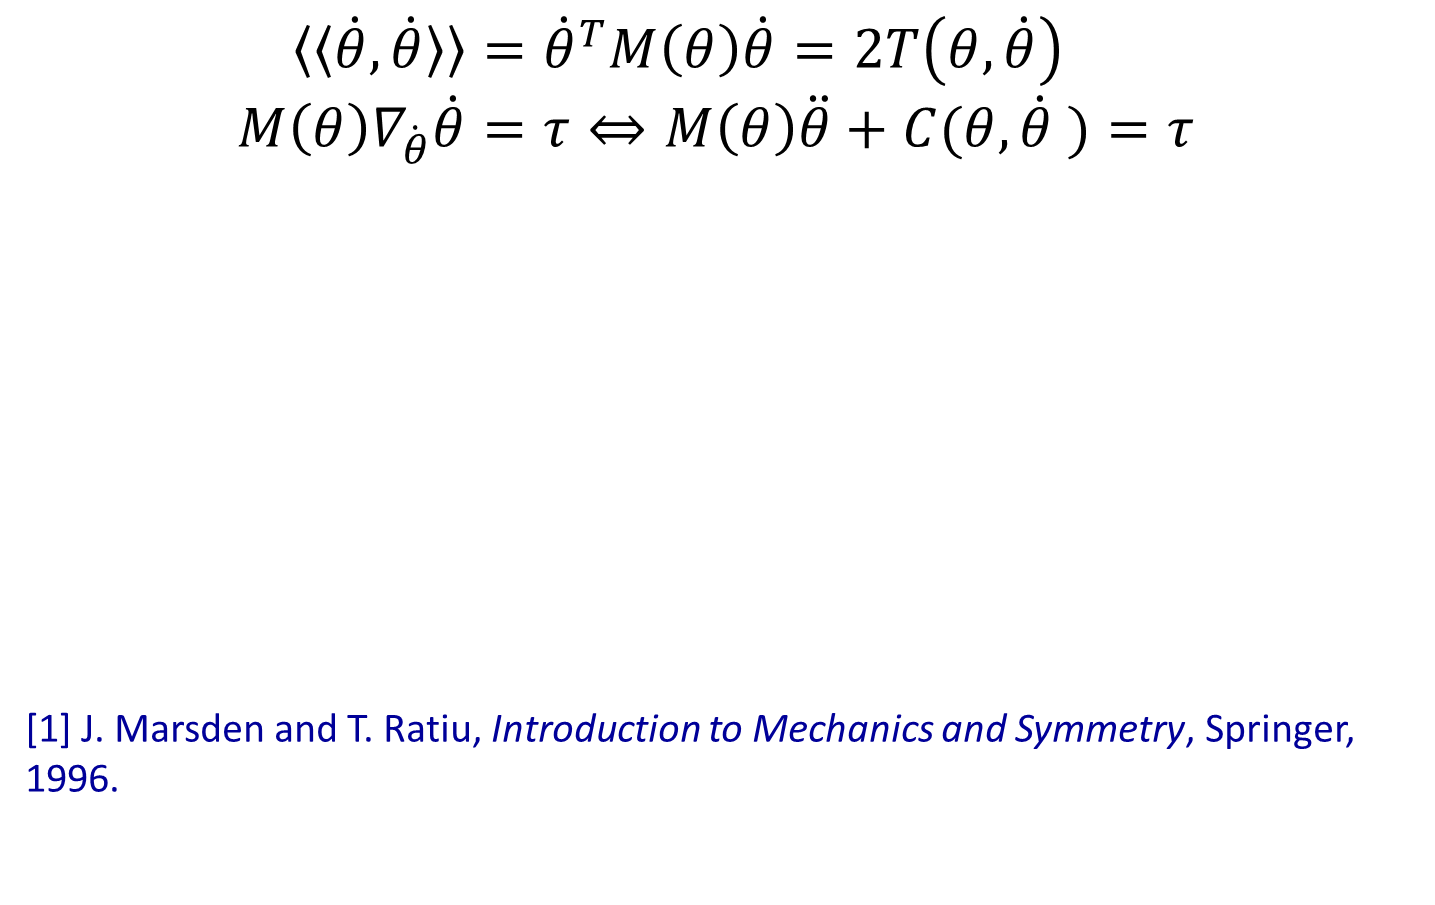 ⟨⟨θ̇, θ̇⟩⟩ = θ̇ᵀM(θ)θ̇ = 2T(θ, θ̇)
M(θ)∇_θ̇ θ̇ = τ ⇔ M(θ)θ̈ + C(θ, θ̇ ) = τ
[1] J. Marsden and T. Ratiu, Introduction to Mechanics and Symmetry, Springer,
1996.